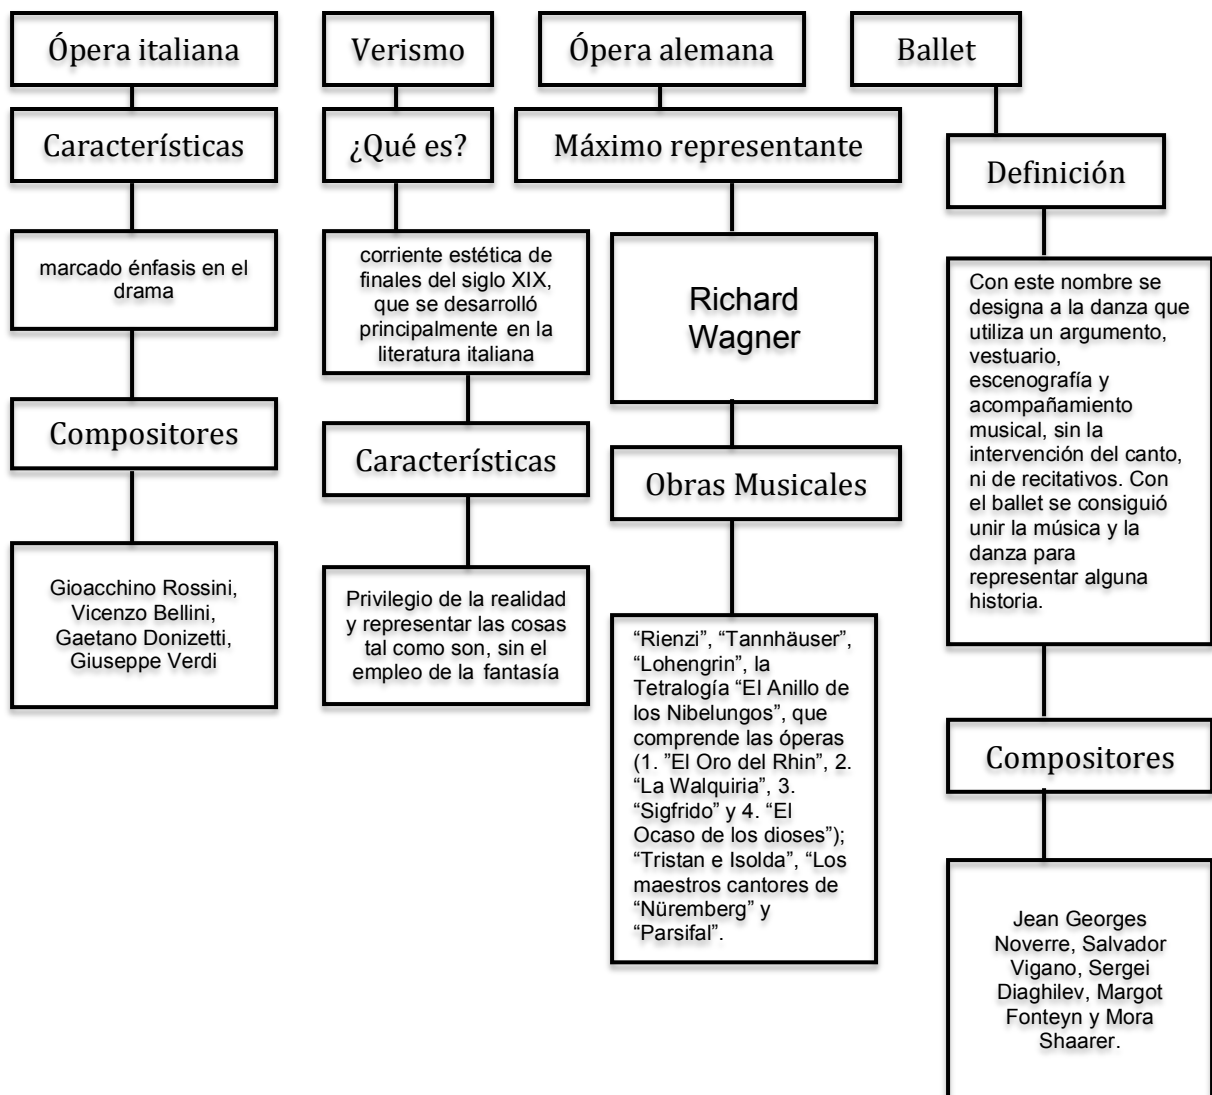 Ópera italiana
Características
marcado énfasis en el
drama
Compositores
Gioacchino Rossini,
Vicenzo Bellini,
Gaetano Donizetti,
Giuseppe Verdi
Verismo
¿Qué es?
corriente estética de
finales del siglo XIX,
que se desarrolló
principalmente en la
literatura italiana
Características
Privilegio de la realidad
y representar las cosas
tal como son, sin el
empleo de la fantasía
Ópera alemana
Máximo representante
Richard
Wagner
Obras Musicales
“Rienzi”, “Tannhäuser”,
“Lohengrin”, la
Tetralogía “El Anillo de
los Nibelungos”, que
comprende las óperas
(1. ”El Oro del Rhin”, 2.
“La Walquiria”, 3.
“Sigfrido” y 4. “El
Ocaso de los dioses”);
“Tristan e Isolda”, “Los
maestros cantores de
“Nüremberg” y
“Parsifal”.
Ballet
Definición
Con este nombre se
designa a la danza que
utiliza un argumento,
vestuario,
escenografía y
acompañamiento
musical, sin la
intervención del canto,
ni de recitativos. Con
el ballet se consiguió
unir la música y la
danza para
representar alguna
historia.
Compositores
Jean Georges
Noverre, Salvador
Vigano, Sergei
Diaghilev, Margot
Fonteyn y Mora
Shaarer.